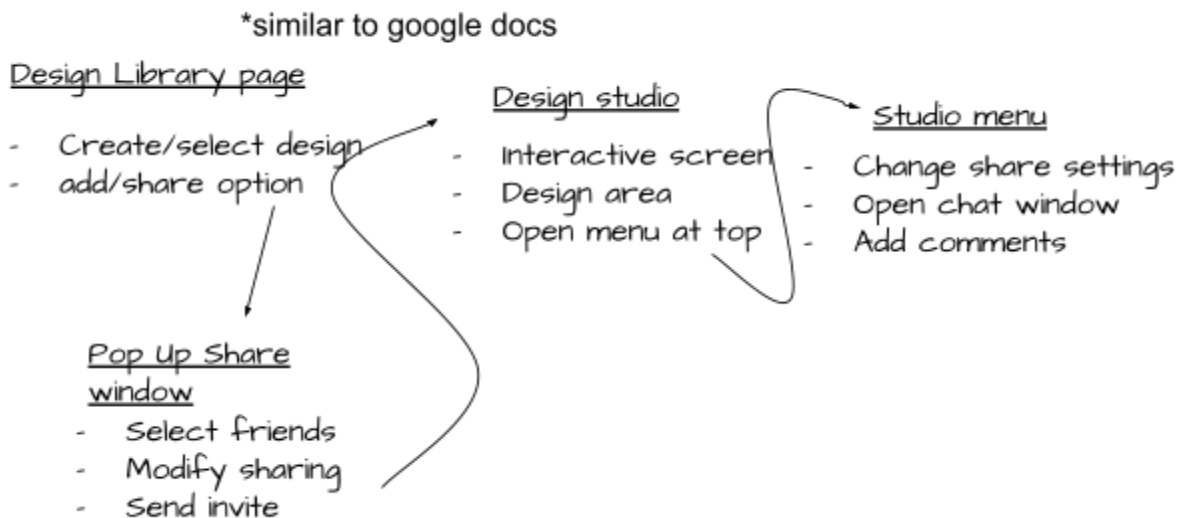 *similar to google docs
Design Library page
- Create/select design
- add/share option
Pop Up Share
window
- Select friends
- Modify sharing
- Send invite
Design studio
- Interactive screen
- Design area
- Open menu at top
Studio menu
- Change share settings
- Open chat window
- Add comments